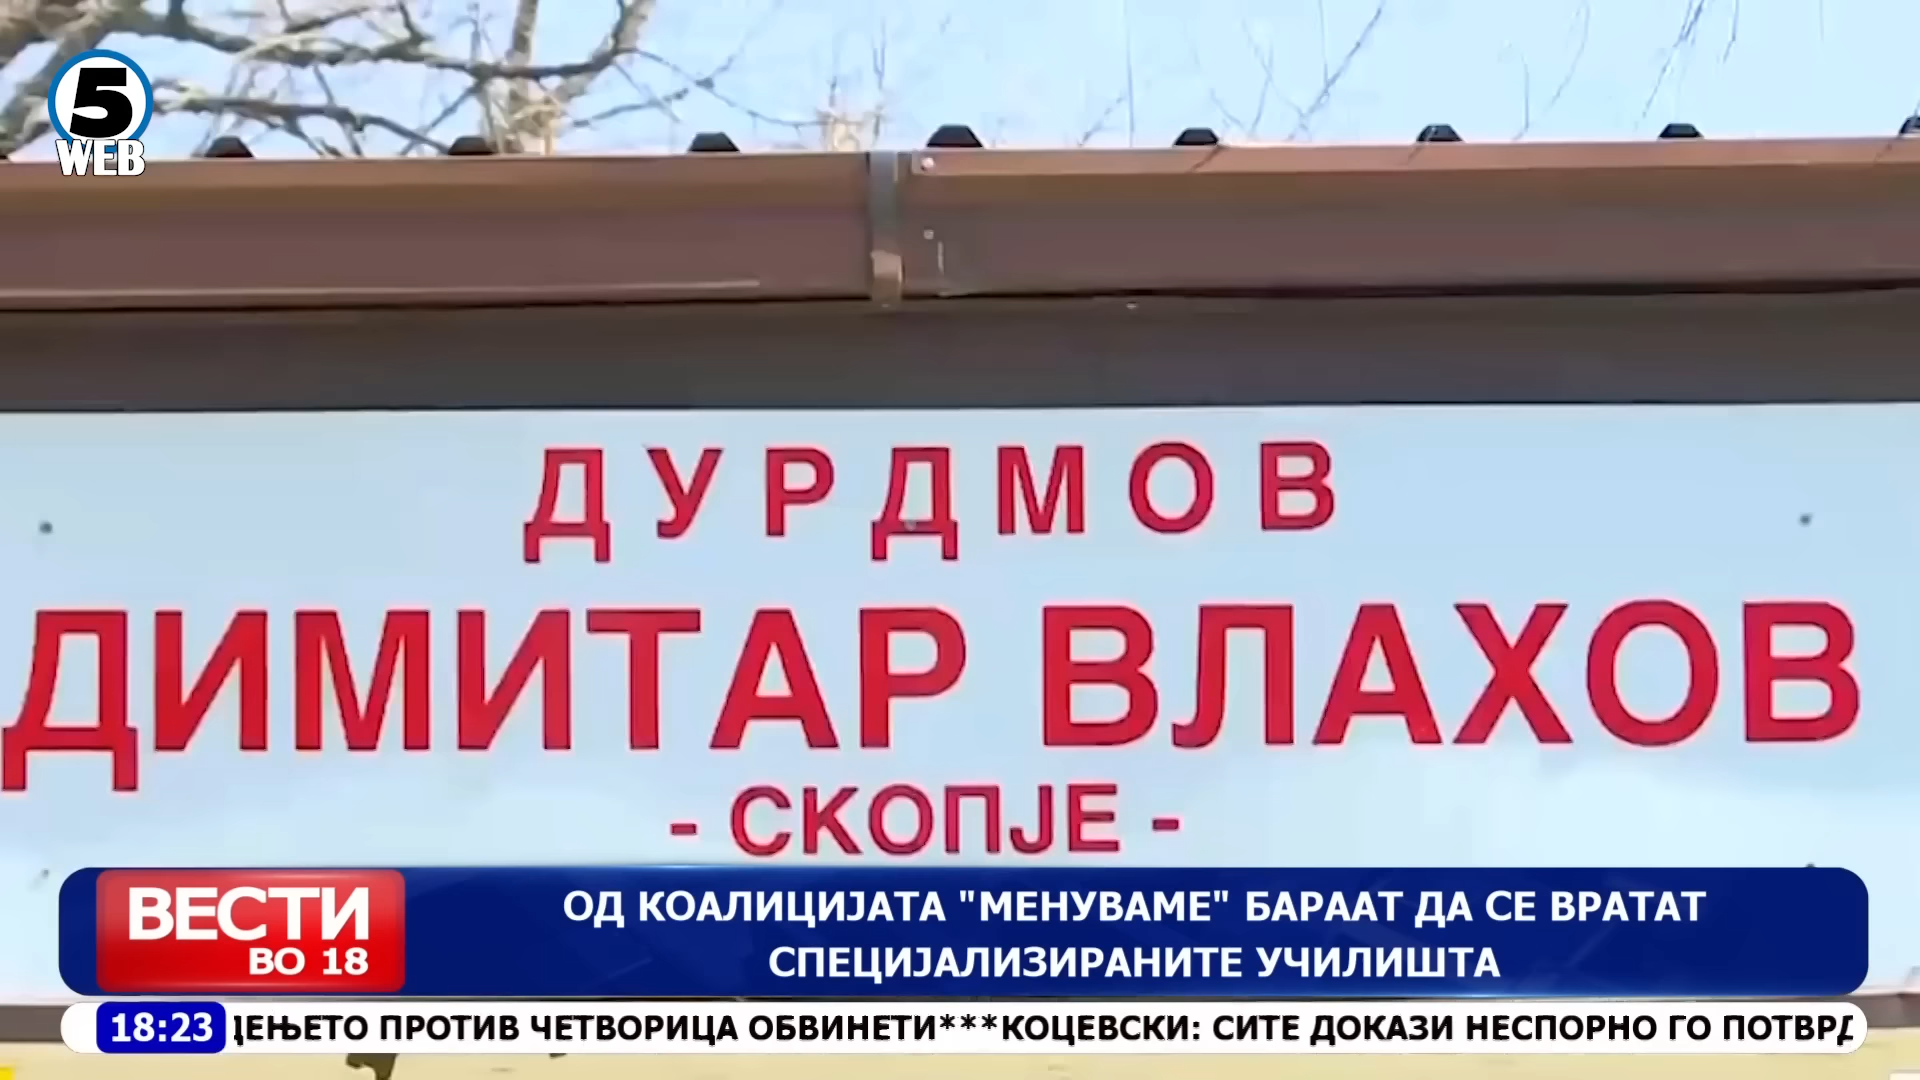 5
WEB
ДУРДМОВ
ДИМИТАР ВЛАХОВ
- СКОПЈЕ -
ВЕСТИ
ВО 18
ОД КОАЛИЦИЈАТА "МЕНУВАМЕ" БАРААТ ДА СЕ ВРАТАТ
СПЕЦИЈАЛИЗИРАНИТЕ УЧИЛИШТА
18:23
ПРОТИВ ЧЕТВОРИЦА ОБВИНЕТИ***КОЦЕВСКИ: СИТЕ ДОКАЗИ НЕСПОРНО ГО